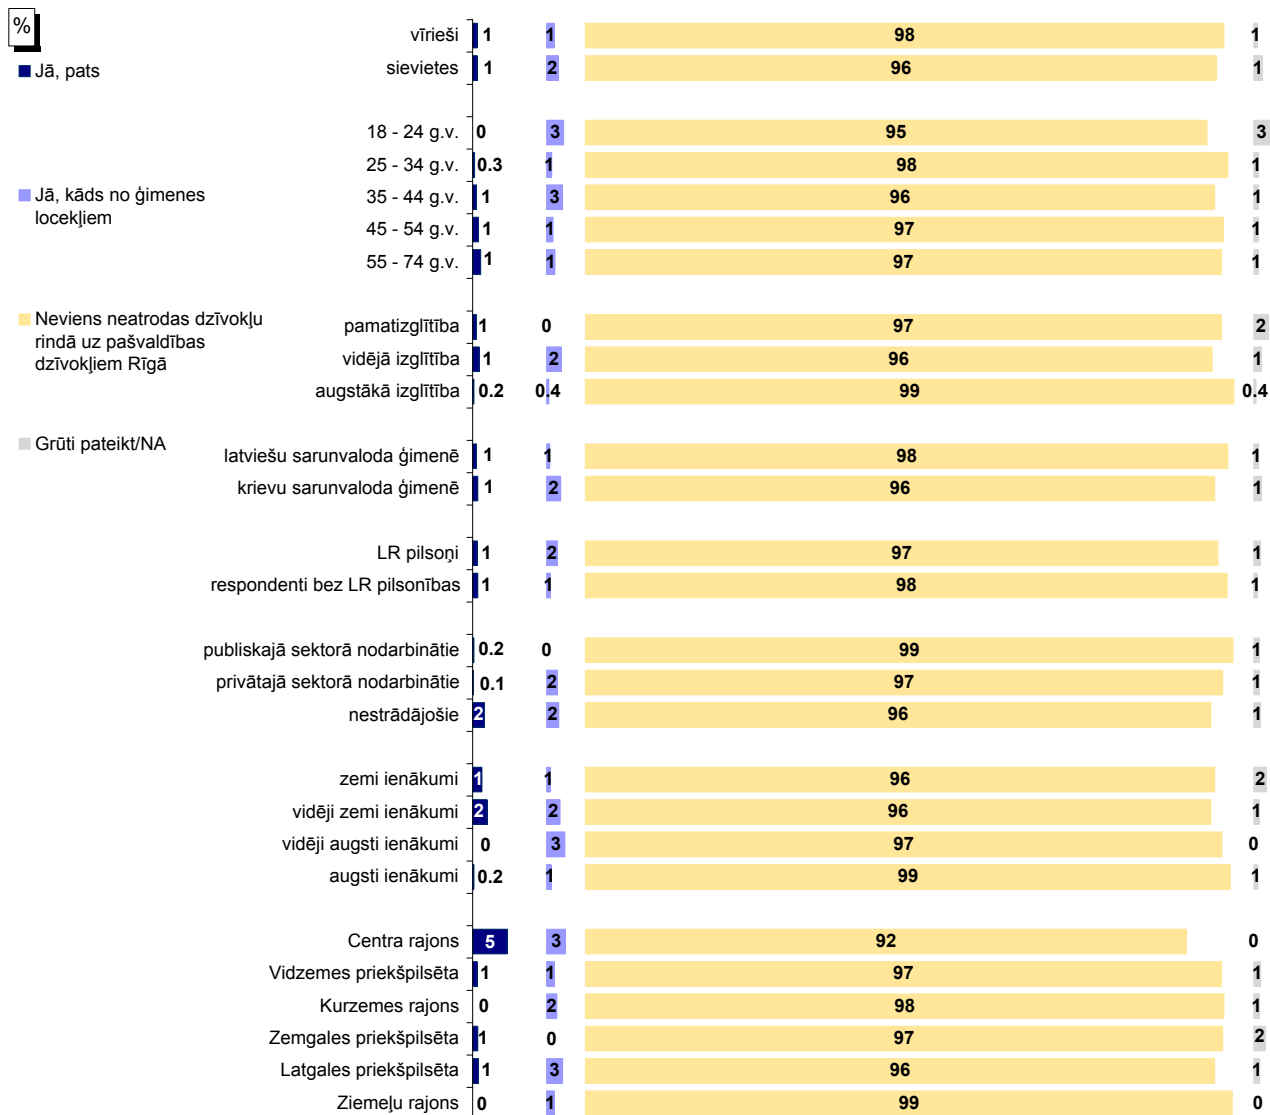 %
Jā, pats
Jā, kāds no ģimenes
locekļiem
Neviens neatrodas dzīvokļu
rindā uz pašvaldības
dzīvokļiem Rīgā
Grūti pateikt/NA
vīrieši 1 1 98 1
sievietes 1 2 96 1
18 - 24 g.v. 0 3 95 3
25 - 34 g.v. 0.3 1 98 1
35 - 44 g.v. 1 3 96 1
45 - 54 g.v. 1 1 97 1
55 - 74 g.v. 1 1 97 1
pamatizglītība 1 0 97 2
vidējā izglītība 1 2 96 1
augstākā izglītība 0.2 0.4 99 0.4
latviešu sarunvaloda ģimenē 1 1 98 1
krievu sarunvaloda ģimenē 1 2 96 1
LR pilsoņi 1 2 97 1
respondenti bez LR pilsonības 1 1 98 1
publiskajā sektorā nodarbinātie 0.2 0 99 1
privātajā sektorā nodarbinātie 0.1 2 97 1
nestrādājošie 2 2 96 1
zemi ienākumi 1 1 96 2
vidēji zemi ienākumi 2 2 96 1
vidēji augsti ienākumi 0 3 97 0
augsti ienākumi 0.2 1 99 1
Centra rajons 5 3 92 0
Vidzemes priekšpilsēta 1 1 97 1
Kurzemes rajons 0 2 98 1
Zemgales priekšpilsēta 1 0 97 2
Latgales priekšpilsēta 1 3 96 1
Ziemeļu rajons 0 1 99 0